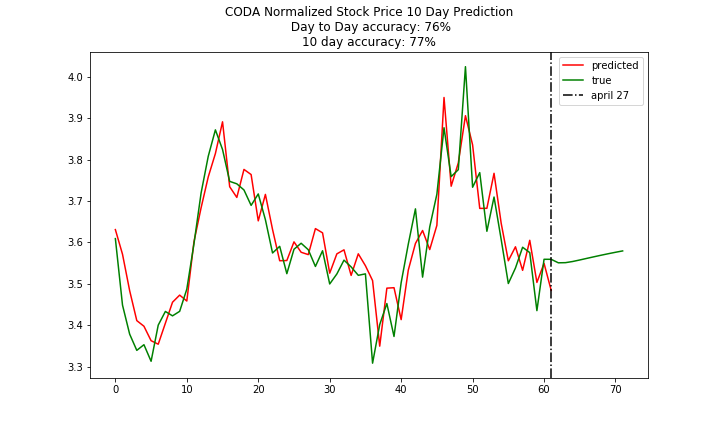 CODA Normalized Stock Price 10 Day Prediction
Day to Day accuracy: 76%
10 day accuracy: 77%
predicted
true
april 27
4.0
3.9
3.8
3.7
3.6
3.5
3.4
3.3
0 10 20 30 40 50 60 70